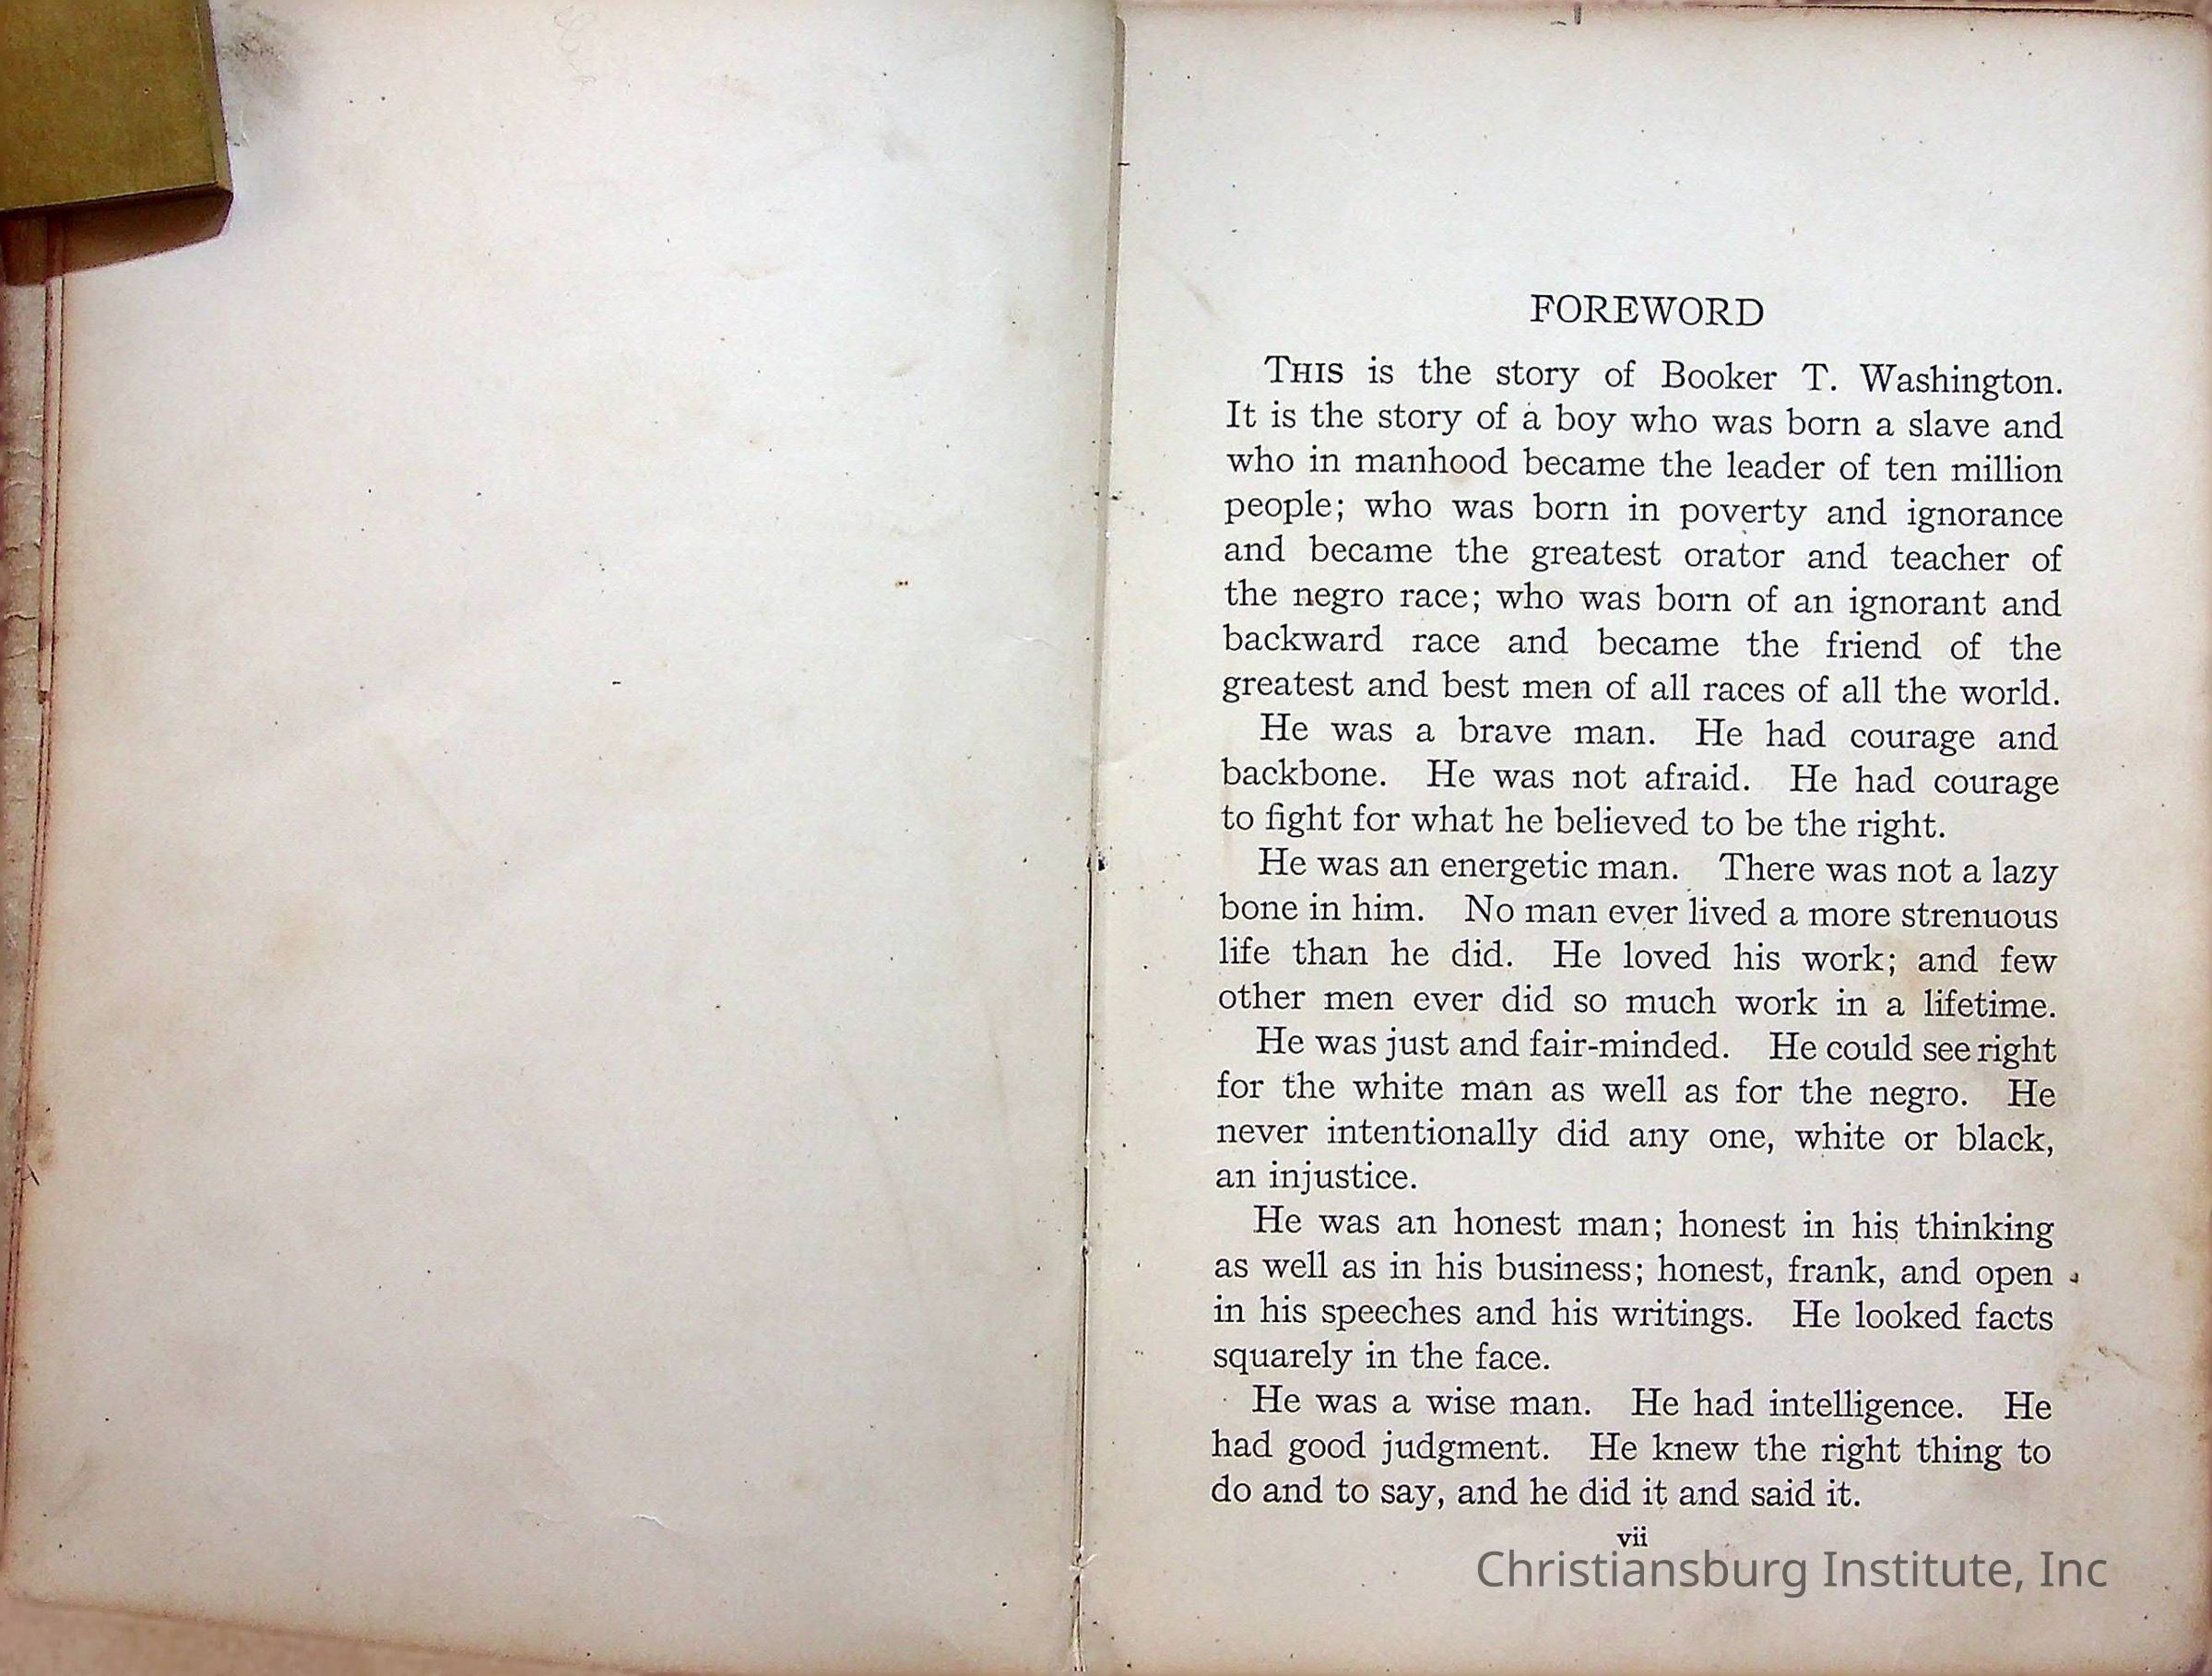 FOREWORD
THIS is the story of Booker T. Washington.
It is the story of a boy who was born a slave and
who in manhood became the leader of ten million
people; who was born in poverty and ignorance
and became the greatest orator and teacher of
the negro race; who was born of an ignorant and
backward race and became the friend of the
greatest and best men of all races of all the world.
He was a brave man. He had courage and
backbone. He was not afraid. He had courage
to fight for what he believed to be the right.
He was an energetic man. There was not a lazy
bone in him. No man ever lived a more strenuous
life than he did. He loved his work; and few
other men ever did so much work in a lifetime.
He was just and fair-minded. He could see right
for the white man as well as for the negro. He
never intentionally did any one, white or black,
an injustice.
He was an honest man; honest in his thinking
as well as in his business; honest, frank, and open
in his speeches and his writings. He looked facts
squarely in the face.
He was a wise man. He had intelligence. He
had good judgment. He knew the right thing to
do and to say, and he did it and said it.
vii
Christiansburg Institute, Inc